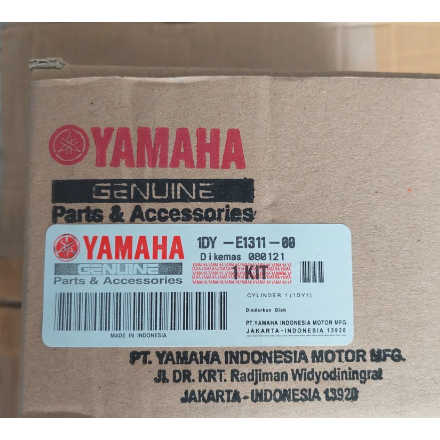 YAMAHA
GENUINE
Parts & Accessories
YAMAHA
GENUINE
Parts & Accessories
MADE IN INDONESIA
1DY -E1311-00
Dikemas 080121
1 KIT
CYLINDER 1(1DY1)
Diedarkan Oleh
PT.YAMAHA INDONESIA MOTOR MFG
JAKARTA-INDONESIA 13920
PT. YAMAHA INDONESIA MOTOR MFG.
Jl. DR. KRT. Radjiman Widyodiningrat
JAKARTA - INDONESIA 13920